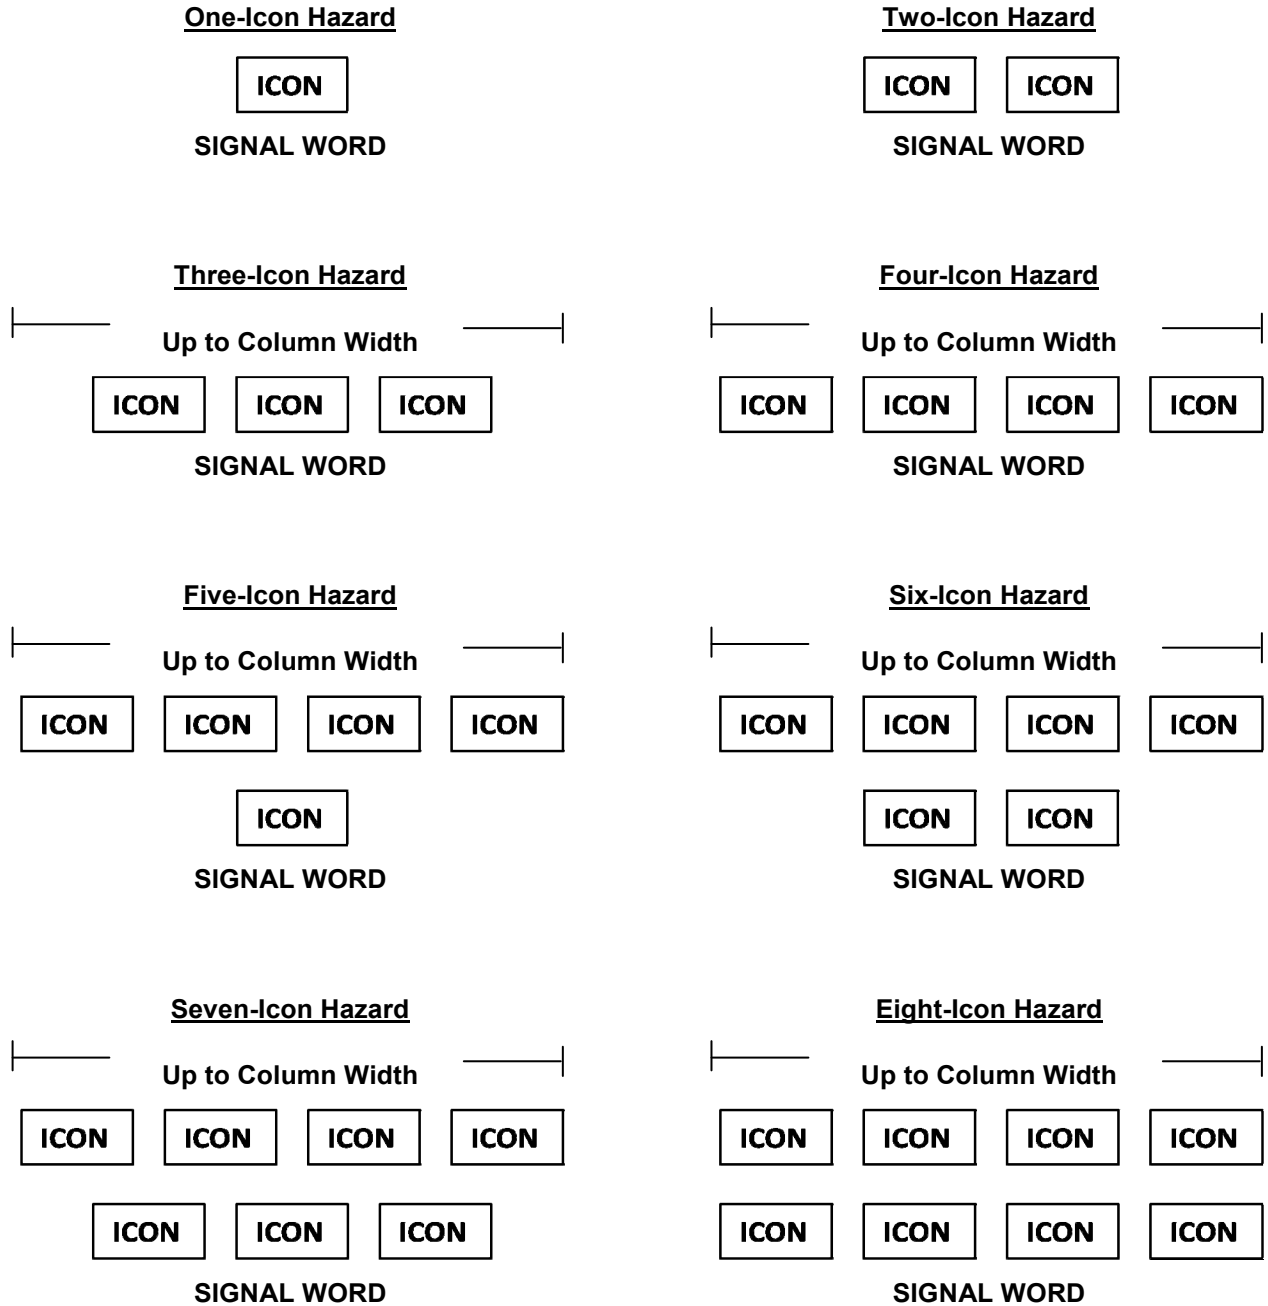 One-Icon Hazard
ICON
SIGNAL WORD
Two-Icon Hazard
ICON ICON
SIGNAL WORD
Three-Icon Hazard
Up to Column Width
ICON ICON ICON
SIGNAL WORD
Four-Icon Hazard
Up to Column Width
ICON ICON ICON ICON
SIGNAL WORD
Five-Icon Hazard
Up to Column Width
ICON ICON ICON ICON
ICON
SIGNAL WORD
Six-Icon Hazard
Up to Column Width
ICON ICON ICON ICON
ICON ICON
SIGNAL WORD
Seven-Icon Hazard
Up to Column Width
ICON ICON ICON ICON
ICON ICON ICON
SIGNAL WORD
Eight-Icon Hazard
Up to Column Width
ICON ICON ICON ICON
ICON ICON ICON ICON
SIGNAL WORD